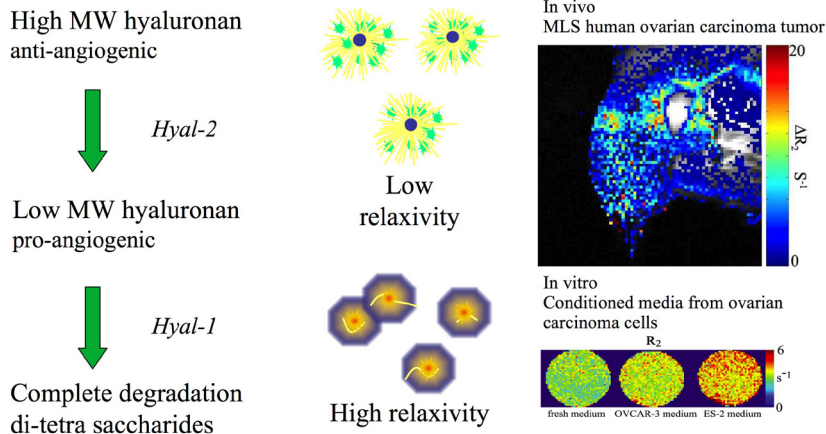 High MW hyaluronan
anti-angiogenic
Hyal-2
Low MW hyaluronan
pro-angiogenic
Hyal-1
Complete degradation
di-tetra saccharides
Low
relaxivity
High relaxivity
In vivo
MLS human ovarian carcinoma tumor
20
ΔR₂ S⁻¹
0
In vitro
Conditioned media from ovarian
carcinoma cells
R₂
6
s⁻¹
0
fresh medium OVCAR-3 medium ES-2 medium